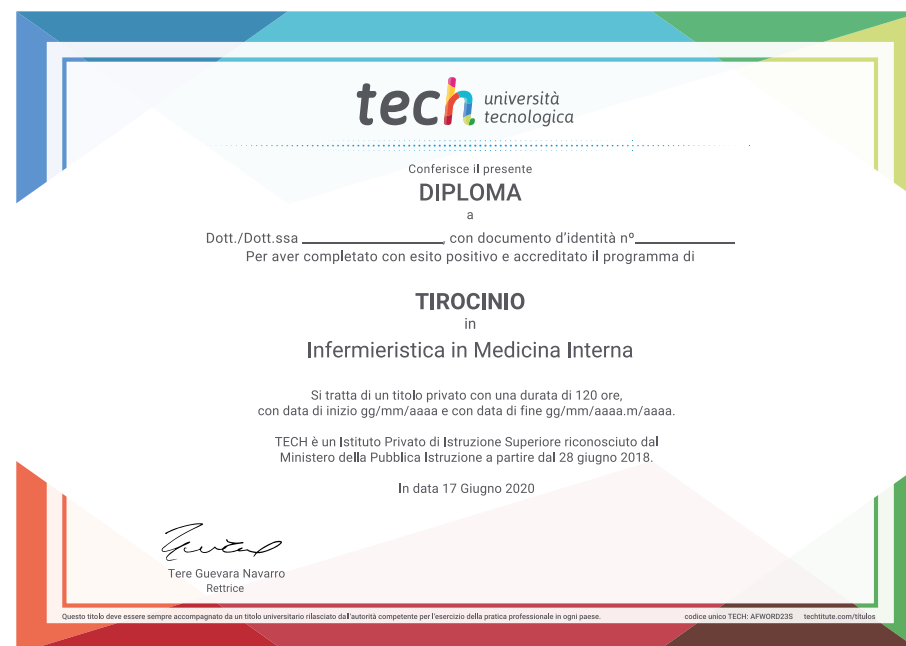 tech università
tecnologica
Conferisce il presente
DIPLOMA
a
Dott./Dott.ssa ________________, con documento d'identità nº____________
Per aver completato con esito positivo e accreditato il programma di
TIROCINIO
in
Infermieristica in Medicina Interna
Si tratta di un titolo privato con una durata di 120 ore,
con data di inizio gg/mm/aaaa e con data di fine gg/mm/aaaa.m/aaaa.
TECH è un Istituto Privato di Istruzione Superiore riconosciuto dal
Ministero della Pubblica Istruzione a partire dal 28 giugno 2018.
In data 17 Giugno 2020
Tere Guevara Navarro
Rettrice
Questo titolo deve essere sempre accompagnato da un titolo universitario rilasciato dall'autorità competente per l'esercizio della pratica professionale in ogni paese. codice unico TECH: AFWORD23S techtitute.com/titulos